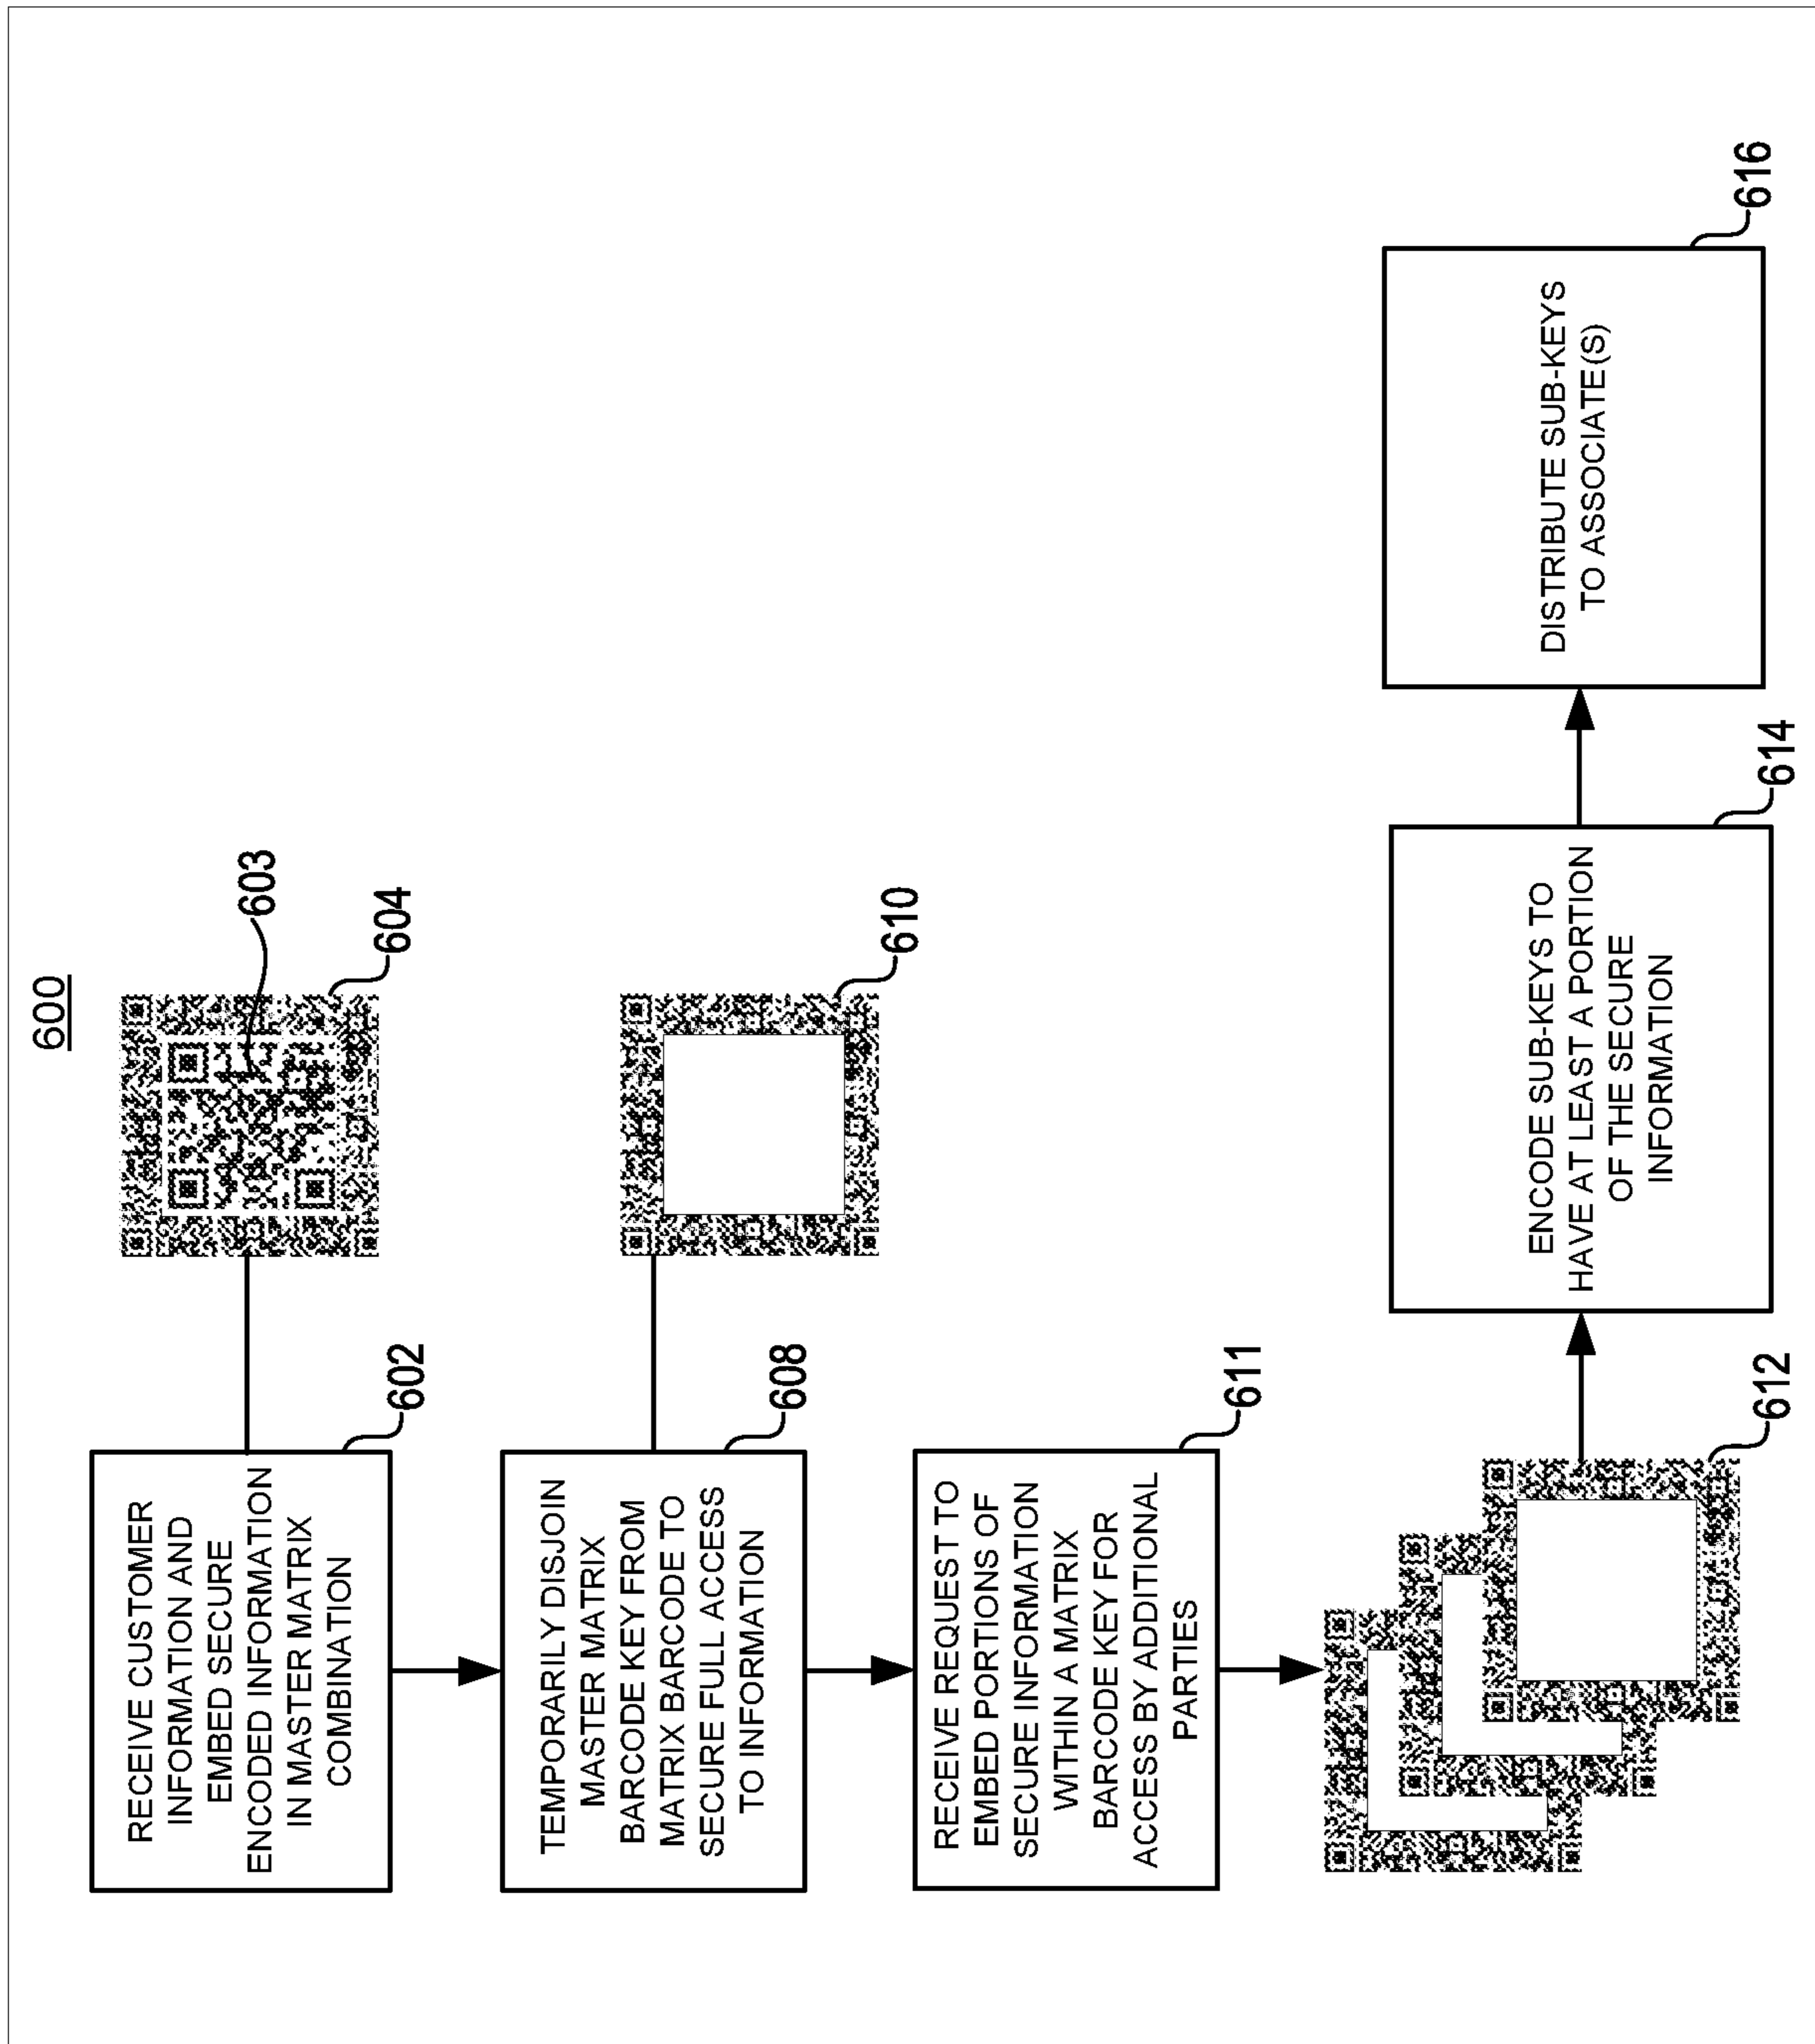 600
RECEIVE CUSTOMER
INFORMATION AND
EMBED SECURE
ENCODED INFORMATION
IN MASTER MATRIX
COMBINATION
602
603
604
TEMPORARILY DISJOIN
MASTER MATRIX
BARCODE KEY FROM
MATRIX BARCODE TO
SECURE FULL ACCESS
TO INFORMATION
608
610
RECEIVE REQUEST TO
EMBED PORTIONS OF
SECURE INFORMATION
WITHIN A MATRIX
BARCODE KEY FOR
ACCESS BY ADDITIONAL
PARTIES
611
612
ENCODE SUB-KEYS TO
HAVE AT LEAST A PORTION
OF THE SECURE
INFORMATION
614
DISTRIBUTE SUB-KEYS
TO ASSOCIATE(S)
616